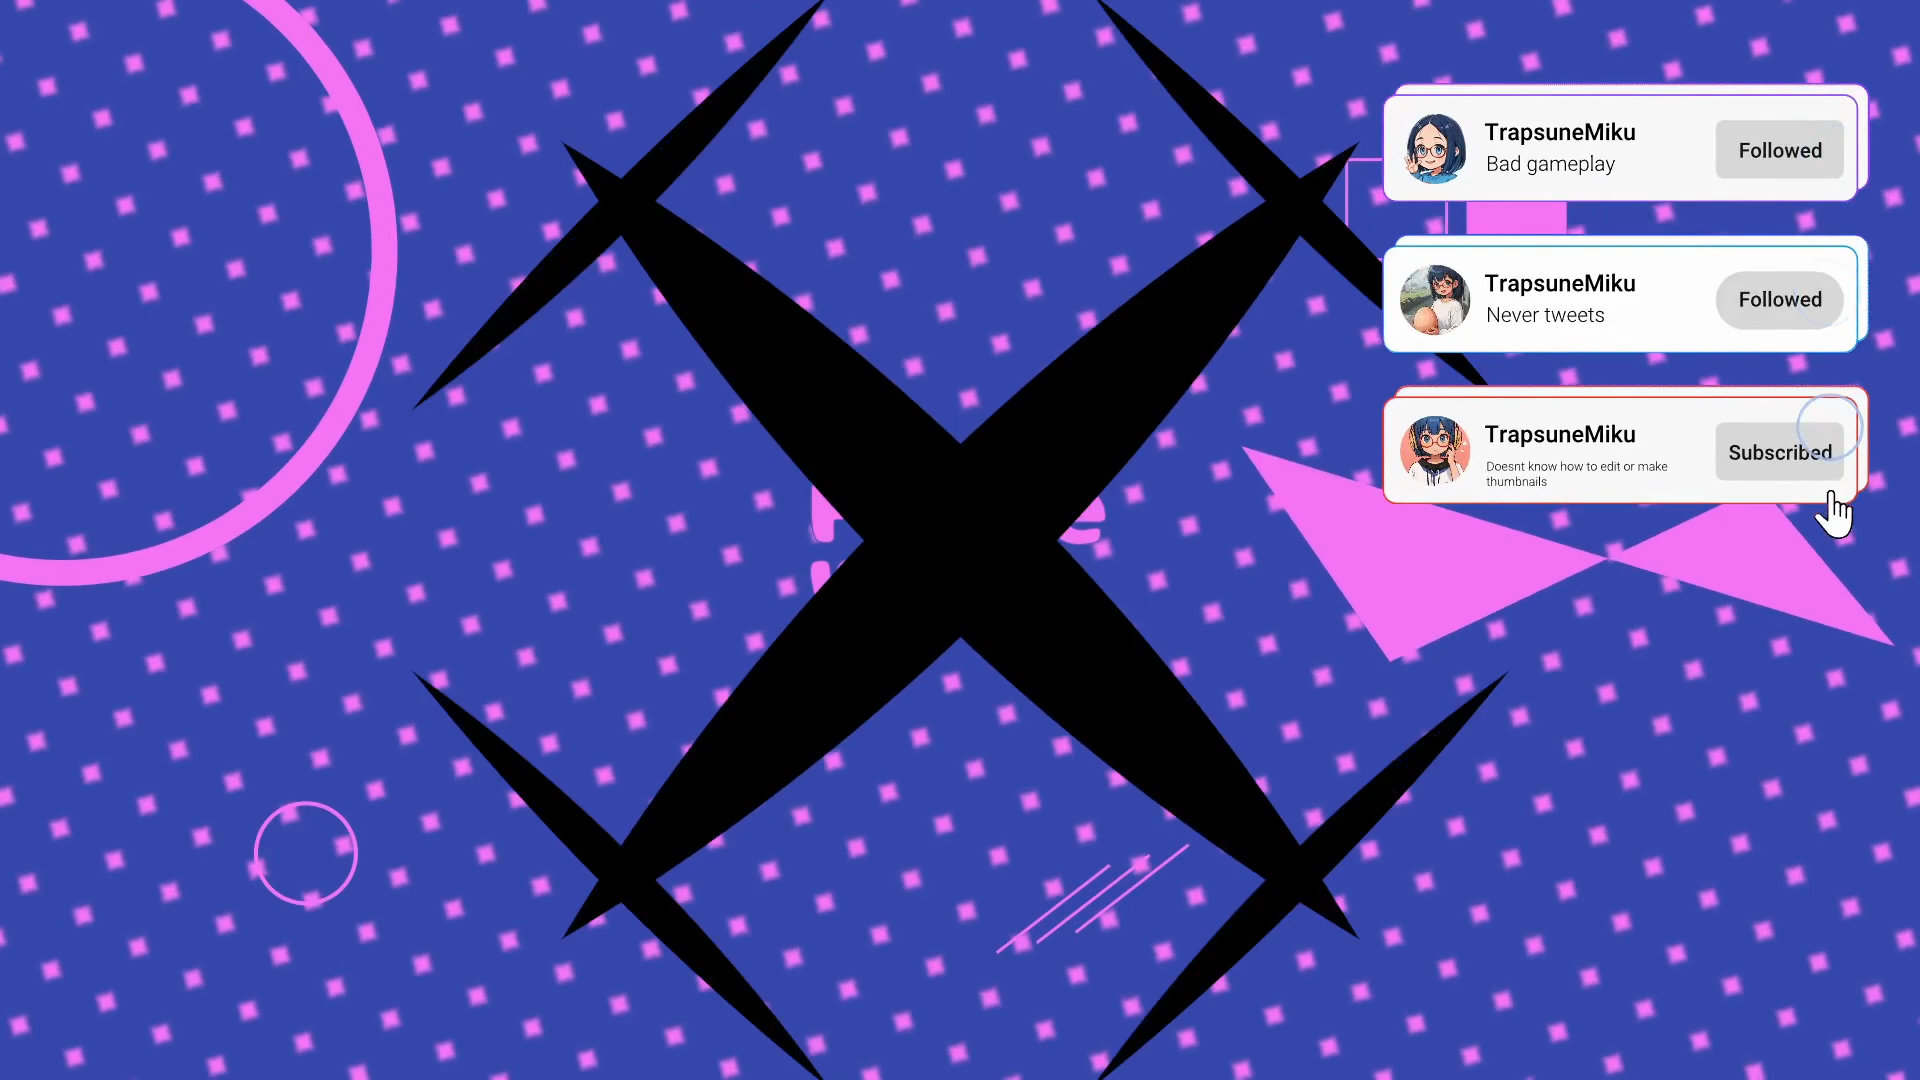 TrapsuneMiku
Bad gameplay
Followed
TrapsuneMiku
Never tweets
Followed
TrapsuneMiku
Doesnt know how to edit or make
thumbnails
Subscribed